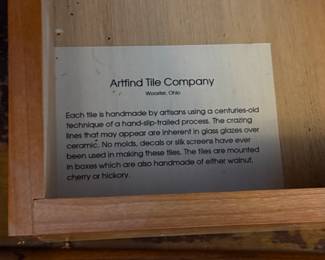 Artfind Tile Company
Wooster, Ohio
Each tile is handmade by artisans using a centuries-old
technique of a hand-slip-trailed process. The crazing
lines that may appear are inherent in glass glazes over
ceramic. No molds, decals or silk screens have ever
been used in making these tiles. The tiles are mounted
in boxes which are also handmade of either walnut,
cherry or hickory.